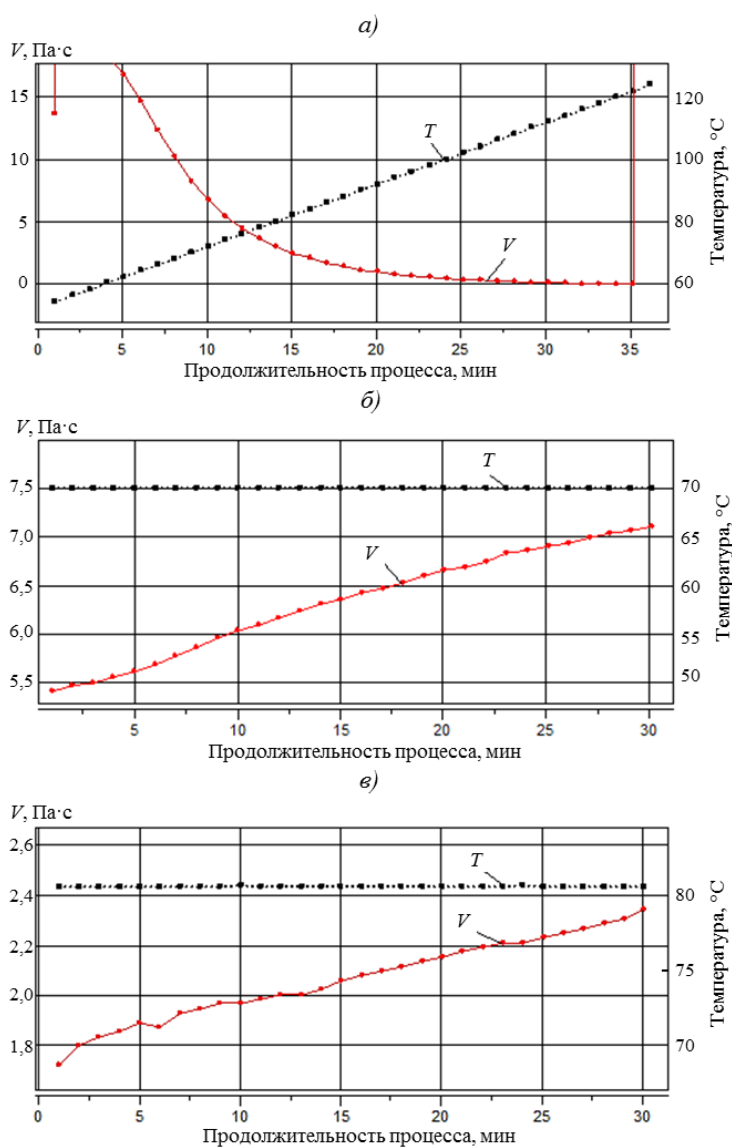 а)
V, Па·с
15
10
5
0
120
100
80
60
Температура, °С
T
V
0 5 10 15 20 25 30 35
Продолжительность процесса, мин
б)
V, Па·с
7,5
7,0
6,5
6,0
5,5
70
65
60
55
50
Температура, °С
T
V
5 10 15 20 25 30
Продолжительность процесса, мин
в)
V, Па·с
2,6
2,4
2,2
2,0
1,8
80
75
70
Температура, °С
T
V
0 5 10 15 20 25 30
Продолжительность процесса, мин